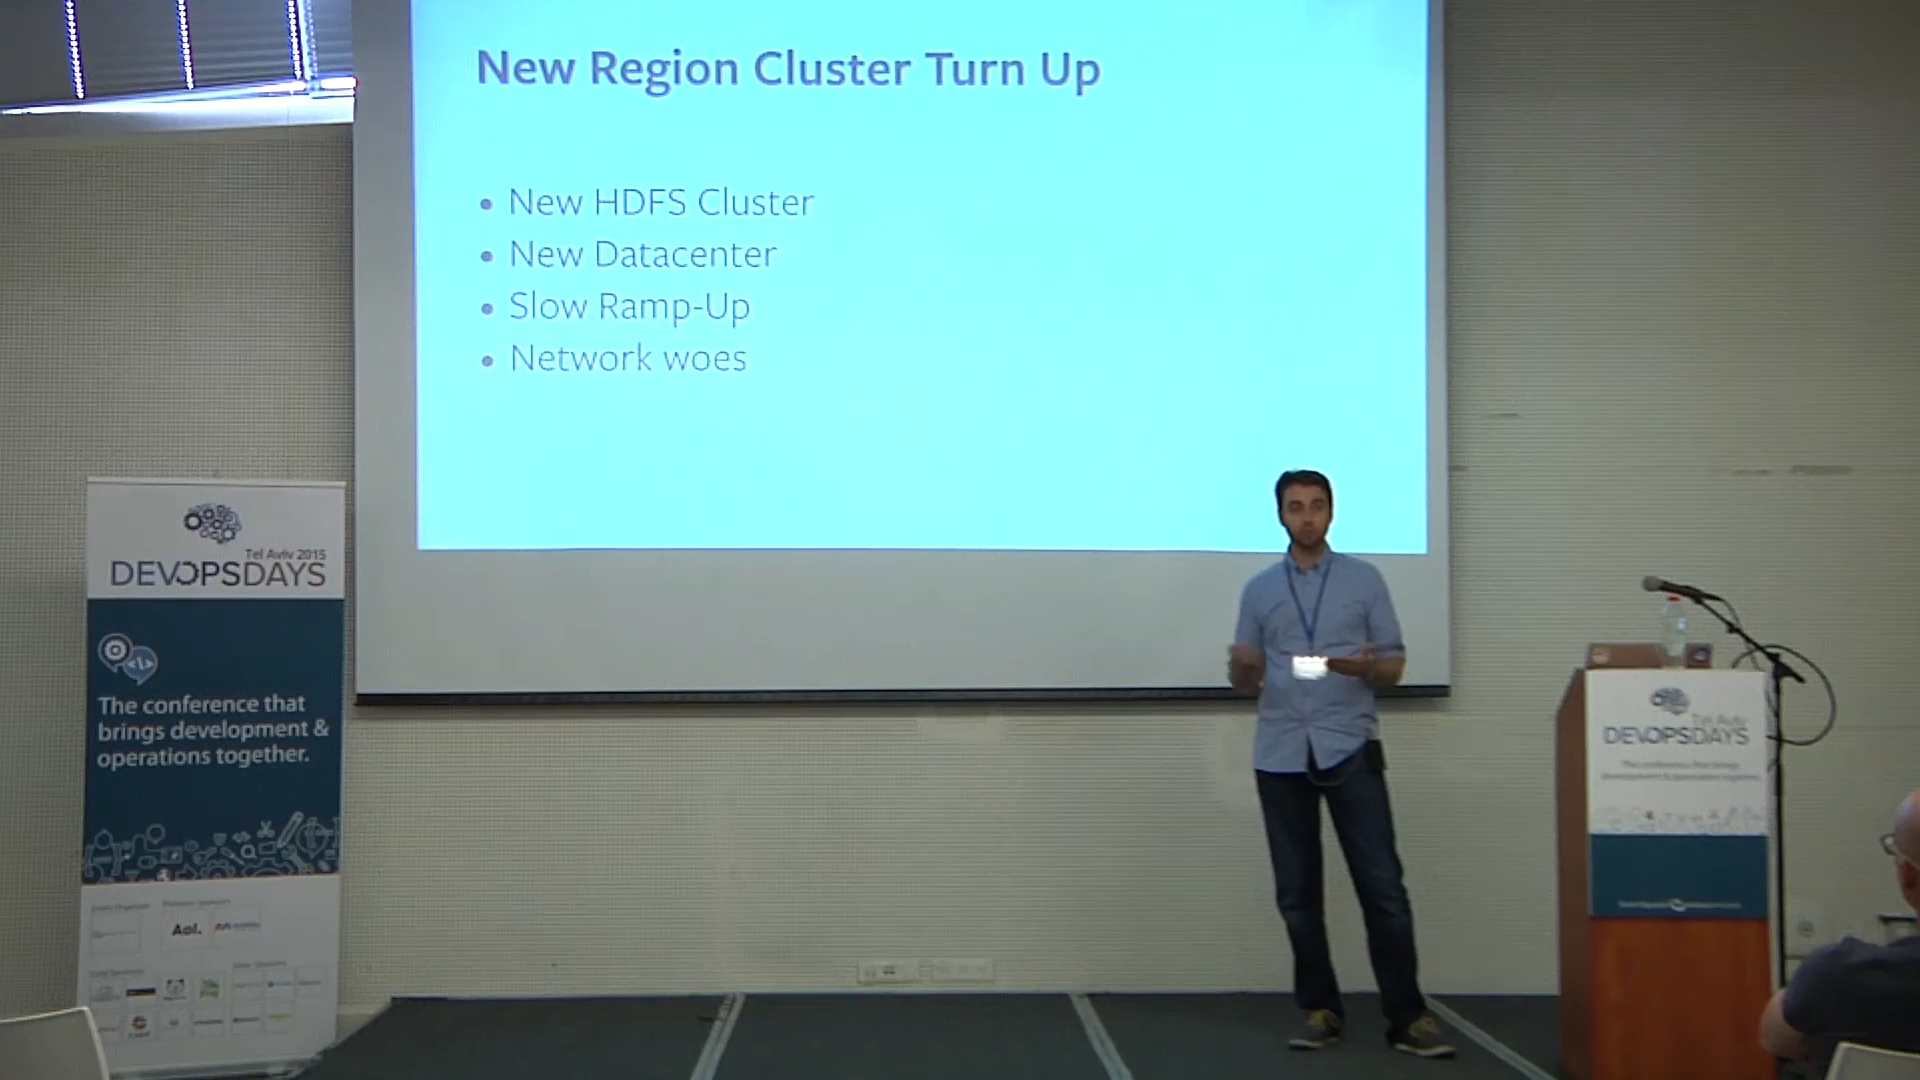 New Region Cluster Turn Up
• New HDFS Cluster
• New Datacenter
• Slow Ramp-Up
• Network woes
Tel Aviv 2015
DEVOPSDAYS
</>
The conference that
brings development &
operations together.
Aol.
Tel Aviv
DEVOPSDAYS